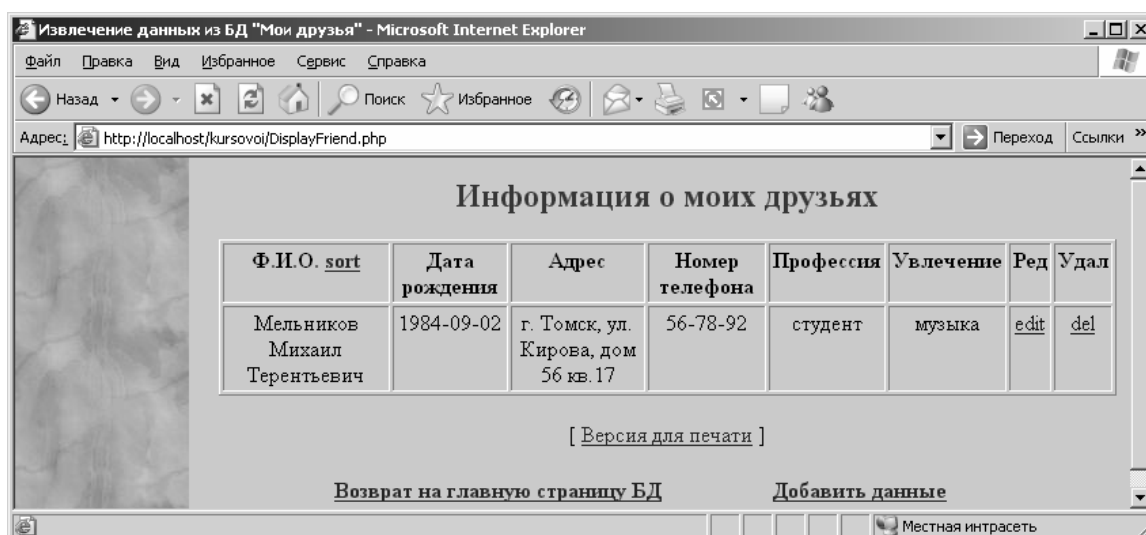 Извлечение данных из БД "Мои друзья" - Microsoft Internet Explorer
Файл Правка Вид Избранное Сервис Справка
Назад Поиск Избранное
Адрес: http://localhost/kursovoi/DisplayFriend.php Переход Ссылки »
Информация о моих друзьях
Ф.И.О. sort Дата Адрес Номер Профессия Увлечение Ред Удал
рождения телефона
Мельников 1984-09-02 г. Томск, ул. 56-78-92 студент музыка edit del
Михаил Кирова, дом
Терентьевич 56 кв.17
[ Версия для печати ]
Возврат на главную страницу БД Добавить данные
Местная интрасеть